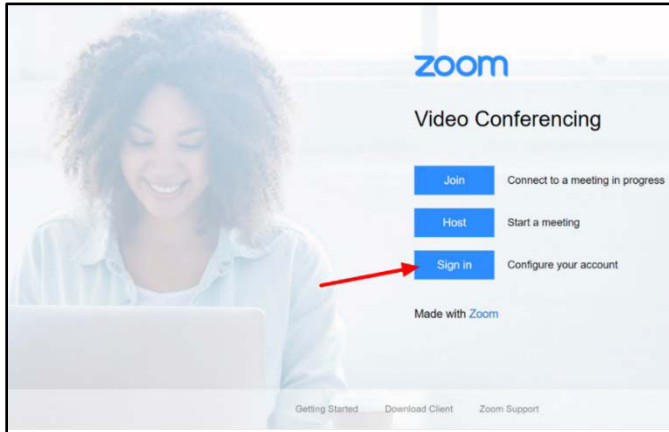 zoom
Video Conferencing
Join Connect to a meeting in progress
Host Start a meeting
Sign in Configure your account
Made with Zoom
Getting Started Download Client Zoom Support